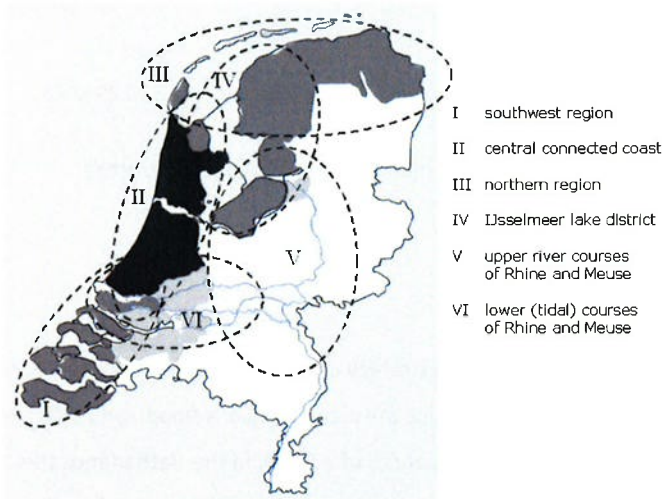 III
IV
II
V
VI
I
I southwest region
II central connected coast
III northern region
IV IJsselmeer lake district
V upper river courses
of Rhine and Meuse
VI lower (tidal) courses
of Rhine and Meuse